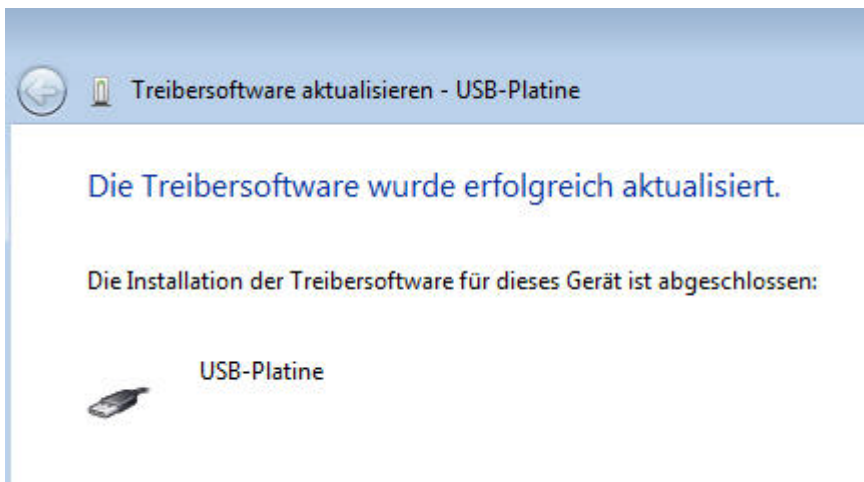 Treibersoftware aktualisieren - USB-Platine
Die Treibersoftware wurde erfolgreich aktualisiert.
Die Installation der Treibersoftware für dieses Gerät ist abgeschlossen:
USB-Platine